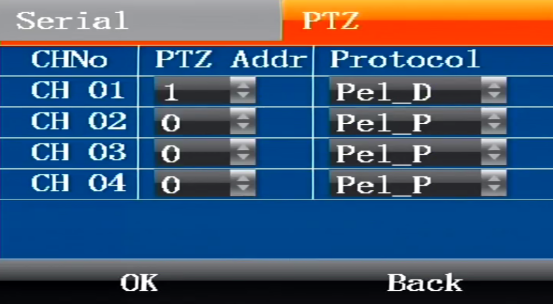 Serial PTZ
CHNo PTZ Addr Protocol
CH 01 1 Pel_D
CH 02 0 Pel_P
CH 03 0 Pel_P
CH 04 0 Pel_P
OK Back